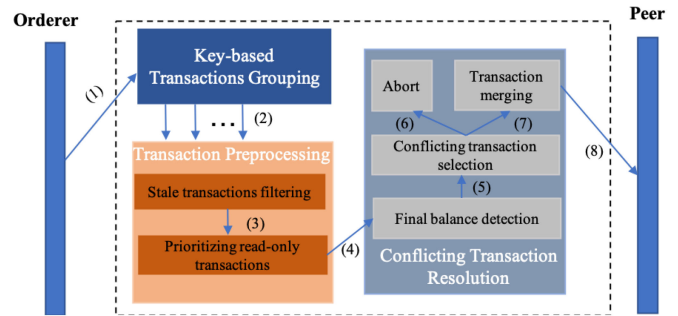 Orderer
Peer
(1)
Key-based
Transactions Grouping
...
(2)
Transaction Preprocessing
Stale transactions filtering
(3)
Prioritizing read-only
transactions
(4)
Abort
Transaction
merging
(6)
(7)
Conflicting transaction
selection
(5)
Final balance detection
Conflicting Transaction
Resolution
(8)